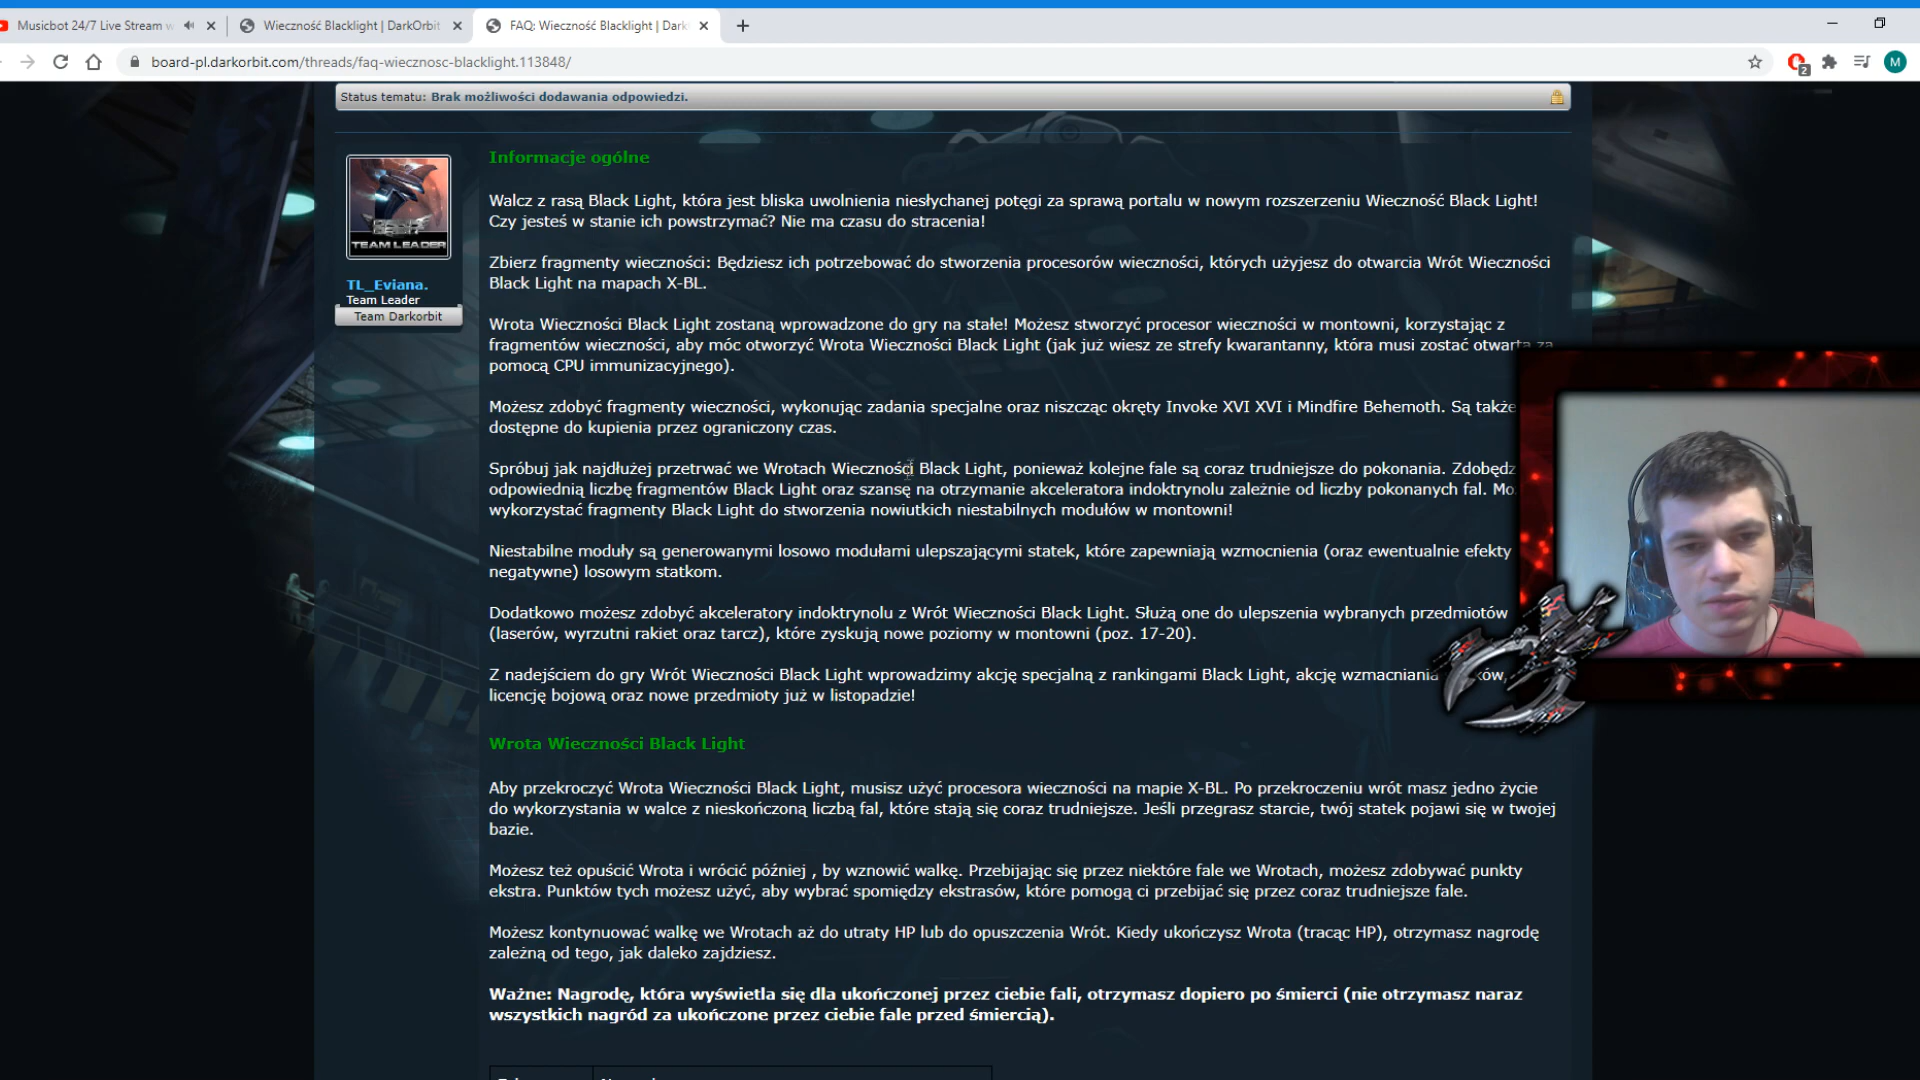 Musicbot 24/7 Live Stream w
Wieczność Blacklight | DarkOrbit
FAQ: Wieczność Blacklight | Dark
board-pl.darkorbit.com/threads/faq-wiecznosc-blacklight.113848/
2
M
Status tematu: Brak możliwości dodawania odpowiedzi.
TEAM LEADER
TL_Eviana.
Team Leader
Team Darkorbit
Informacje ogólne
Walcz z rasą Black Light, która jest bliska uwolnienia niesłychanej potęgi za sprawą portalu w nowym rozszerzeniu Wieczność Black Light!
Czy jesteś w stanie ich powstrzymać? Nie ma czasu do stracenia!
Zbierz fragmenty wieczności: Będziesz ich potrzebować do stworzenia procesorów wieczności, których użyjesz do otwarcia Wrót Wieczności
Black Light na mapach X-BL.
Wrota Wieczności Black Light zostaną wprowadzone do gry na stałe! Możesz stworzyć procesor wieczności w montowni, korzystając z
fragmentów wieczności, aby móc otworzyć Wrota Wieczności Black Light (jak już wiesz ze strefy kwarantanny, która musi zostać otwarta za
pomocą CPU immunizacyjnego).
Możesz zdobyć fragmenty wieczności, wykonując zadania specjalne oraz niszcząc okręty Invoke XVI XVI i Mindfire Behemoth. Są także
dostępne do kupienia przez ograniczony czas.
Spróbuj jak najdłużej przetrwać we Wrotach Wieczności Black Light, ponieważ kolejne fale są coraz trudniejsze do pokonania. Zdobędz
odpowiednią liczbę fragmentów Black Light oraz szansę na otrzymanie akceleratora indoktrynolu zależnie od liczby pokonanych fal. Mo
wykorzystać fragmenty Black Light do stworzenia nowiutkich niestabilnych modułów w montowni!
Niestabilne moduły są generowanymi losowo modułami ulepszającymi statek, które zapewniają wzmocnienia (oraz ewentualnie efekty
negatywne) losowym statkom.
Dodatkowo możesz zdobyć akceleratory indoktrynolu z Wrót Wieczności Black Light. Służą one do ulepszenia wybranych przedmiotów
(laserów, wyrzutni rakiet oraz tarcz), które zyskują nowe poziomy w montowni (poz. 17-20).
Z nadejściem do gry Wrót Wieczności Black Light wprowadzimy akcję specjalną z rankingami Black Light, akcję wzmacniania ków,
licencję bojową oraz nowe przedmioty już w listopadzie!
Wrota Wieczności Black Light
Aby przekroczyć Wrota Wieczności Black Light, musisz użyć procesora wieczności na mapie X-BL. Po przekroczeniu wrót masz jedno życie
do wykorzystania w walce z nieskończoną liczbą fal, które stają się coraz trudniejsze. Jeśli przegrasz starcie, twój statek pojawi się w twojej
bazie.
Możesz też opuścić Wrota i wrócić później , by wznowić walkę. Przebijając się przez niektóre fale we Wrotach, możesz zdobywać punkty
ekstra. Punktów tych możesz użyć, aby wybrać spomiędzy ekstrasów, które pomogą ci przebijać się przez coraz trudniejsze fale.
Możesz kontynuować walkę we Wrotach aż do utraty HP lub do opuszczenia Wrót. Kiedy ukończysz Wrota (tracąc HP), otrzymasz nagrodę
zależną od tego, jak daleko zajdziesz.
Ważne: Nagrodę, która wyświetla się dla ukończonej przez ciebie fali, otrzymasz dopiero po śmierci (nie otrzymasz naraz
wszystkich nagród za ukończone przez ciebie fale przed śmiercią).